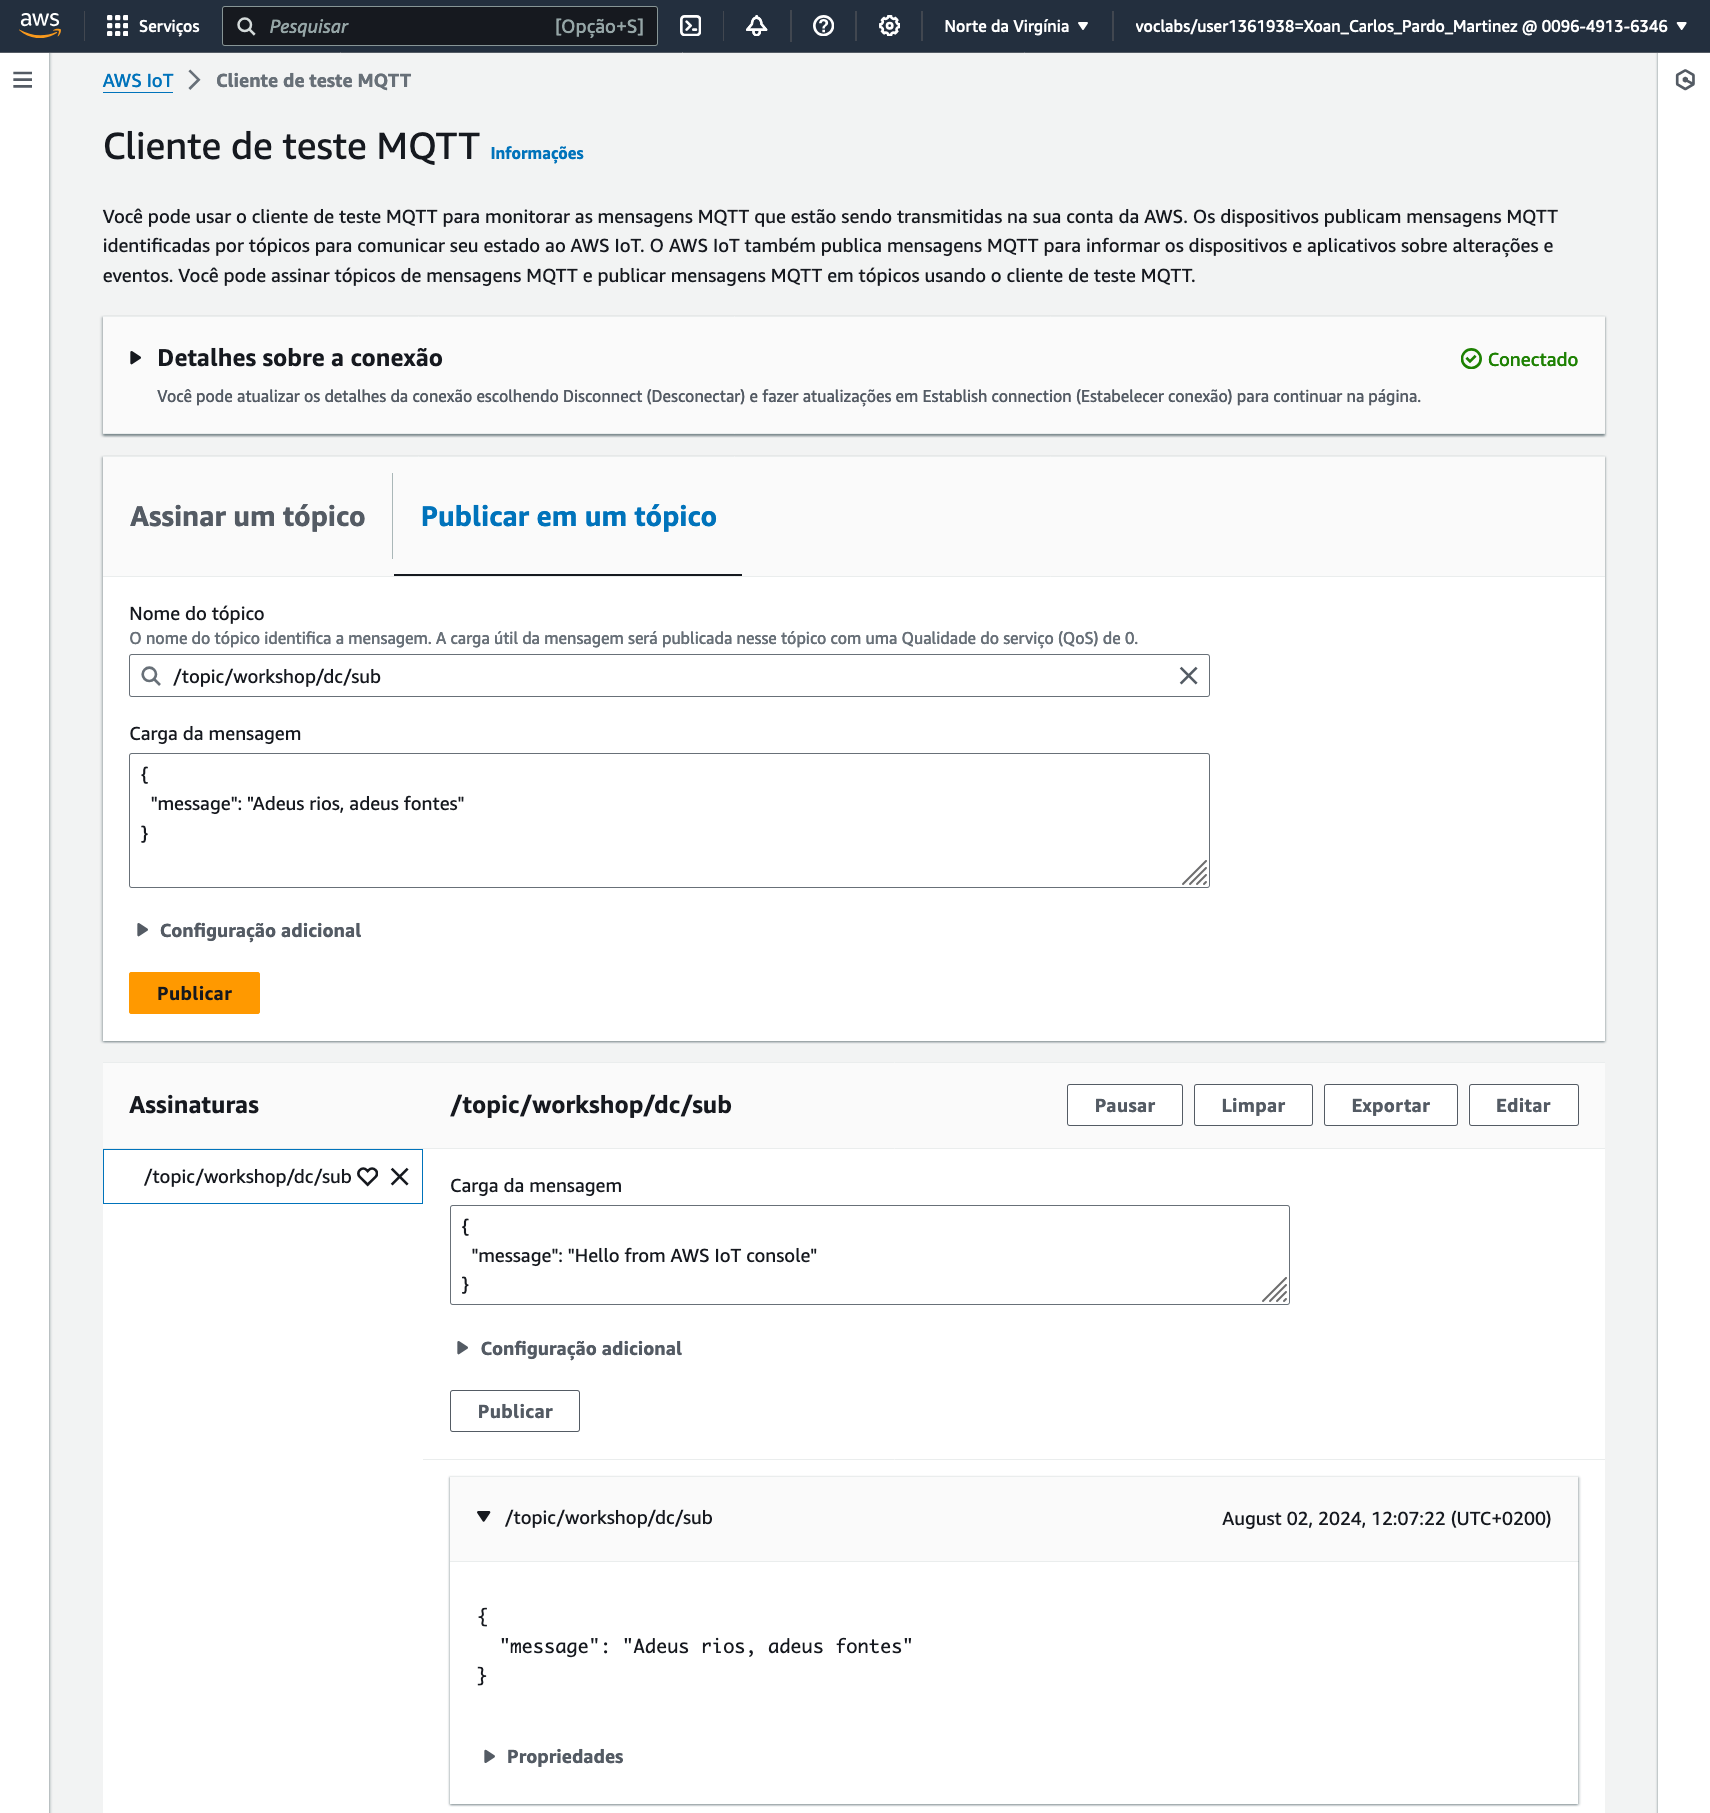 aws
Serviços
Pesquisar
[Opção+S]
Norte da Virgínia
voclabs/user1361938=Xoan_Carlos_Pardo_Martinez @ 0096-4913-6346
AWS IoT
Cliente de teste MQTT
Cliente de teste MQTT Informações
Você pode usar o cliente de teste MQTT para monitorar as mensagens MQTT que estão sendo transmitidas na sua conta da AWS. Os dispositivos publicam mensagens MQTT
identificadas por tópicos para comunicar seu estado ao AWS IoT. O AWS IoT também publica mensagens MQTT para informar os dispositivos e aplicativos sobre alterações e
eventos. Você pode assinar tópicos de mensagens MQTT e publicar mensagens MQTT em tópicos usando o cliente de teste MQTT.
Detalhes sobre a conexão
Conectado
Você pode atualizar os detalhes da conexão escolhendo Disconnect (Desconectar) e fazer atualizações em Establish connection (Estabelecer conexão) para continuar na página.
Assinar um tópico
Publicar em um tópico
Nome do tópico
O nome do tópico identifica a mensagem. A carga útil da mensagem será publicada nesse tópico com uma Qualidade do serviço (QoS) de 0.
/topic/workshop/dc/sub
Carga da mensagem
{
"message": "Adeus rios, adeus fontes"
}
Configuração adicional
Publicar
Assinaturas
/topic/workshop/dc/sub
Pausar
Limpar
Exportar
Editar
/topic/workshop/dc/sub
Carga da mensagem
{
"message": "Hello from AWS IoT console"
}
Configuração adicional
Publicar
/topic/workshop/dc/sub
August 02, 2024, 12:07:22 (UTC+0200)
{
"message": "Adeus rios, adeus fontes"
}
Propriedades